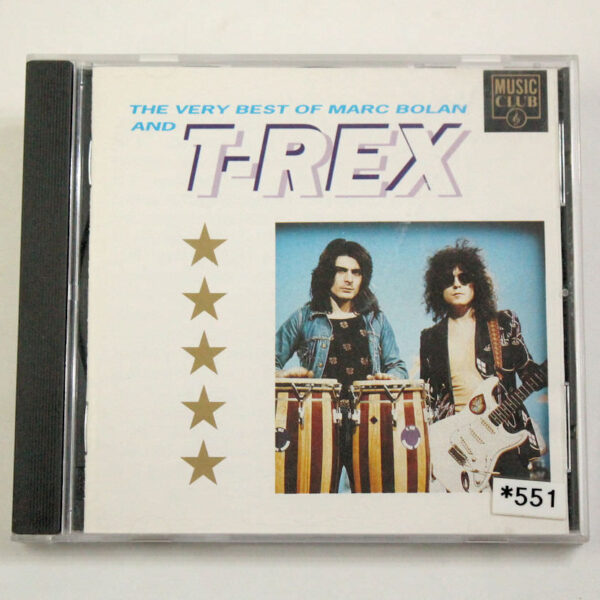 THE VERY BEST OF MARC BOLAN
AND T-REX
MUSIC
CLUB
*551